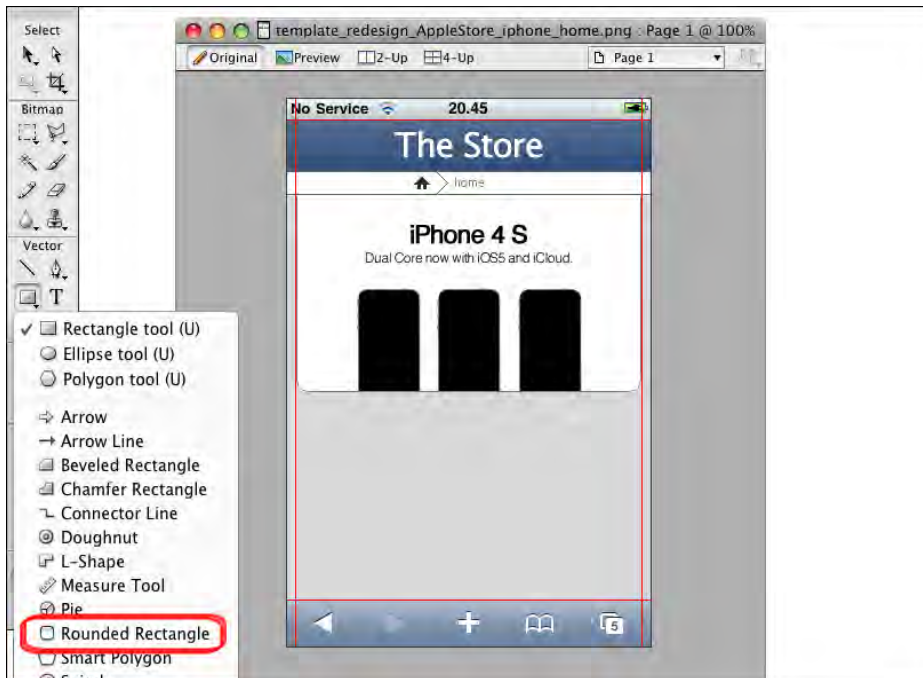 Select
Bitmap
Vector
T
template_redesign_AppleStore_iphone_home.png : Page 1 @ 100%
Original Preview 2-Up 4-Up Page 1
No Service 20.45
The Store
home
iPhone 4 S
Dual Core now with iOS5 and iCloud.
5
Rectangle tool (U)
Ellipse tool (U)
Polygon tool (U)
Arrow
Arrow Line
Beveled Rectangle
Chamfer Rectangle
Connector Line
Doughnut
L-Shape
Measure Tool
Pie
Rounded Rectangle
Smart Polygon